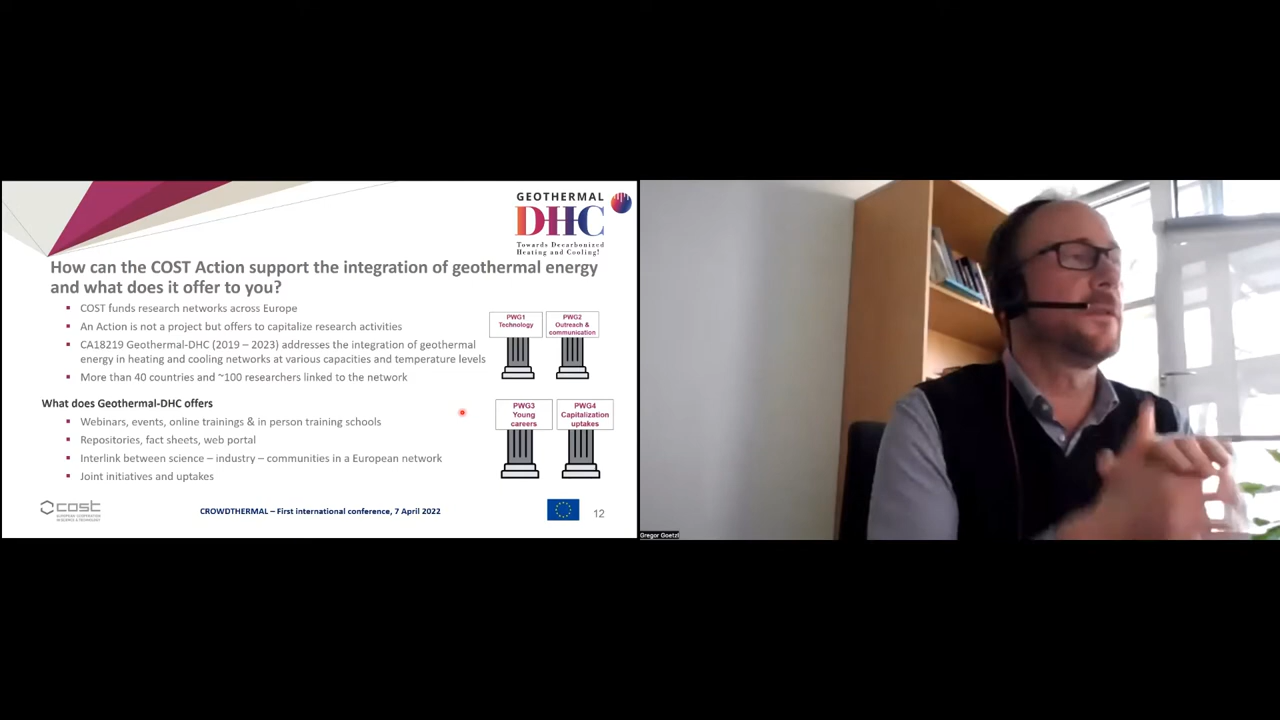 GEOTHERMAL
DHC
Towards Decarbonized
Heating and Cooling!
How can the COST Action support the integration of geothermal energy
and what does it offer to you?
COST funds research networks across Europe
An Action is not a project but offers to capitalize research activities
CA18219 Geothermal-DHC (2019 – 2023) addresses the integration of geothermal
energy in heating and cooling networks at various capacities and temperature levels
More than 40 countries and ~100 researchers linked to the network
PWG1
Technology
PWG2
Outreach &
communication
What does Geothermal-DHC offers
Webinars, events, online trainings & in person training schools
Repositories, fact sheets, web portal
Interlink between science – industry – communities in a European network
Joint initiatives and uptakes
PWG3
Young
careers
PWG4
Capitalization
uptakes
cost
EUROPEAN COOPERATION
IN SCIENCE & TECHNOLOGY
CROWDTHERMAL – First international conference, 7 April 2022
12
Gregor Goetzl